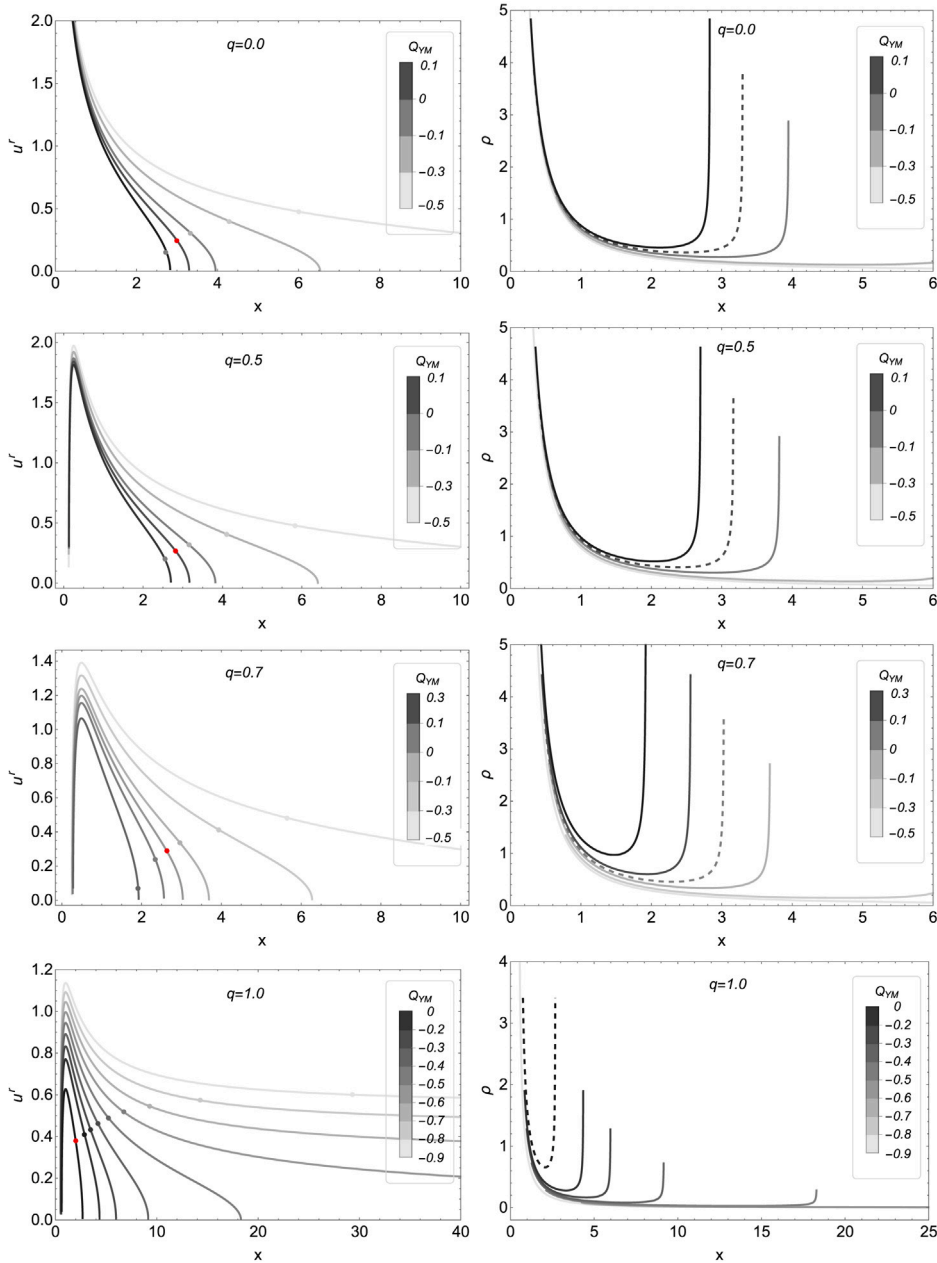 q=0.0
Q_YM
0.1
0
−0.1
−0.3
−0.5
u^r
2.0
1.5
1.0
0.5
0.0
0 2 4 6 8 10
x
q=0.0
Q_YM
0.1
0
−0.1
−0.3
−0.5
ρ
5
4
3
2
1
0
0 1 2 3 4 5 6
x
q=0.5
Q_YM
0.1
0
−0.1
−0.3
−0.5
u^r
2.0
1.5
1.0
0.5
0.0
0 2 4 6 8 10
x
q=0.5
Q_YM
0.1
0
−0.1
−0.3
−0.5
ρ
5
4
3
2
1
0
0 1 2 3 4 5 6
x
q=0.7
Q_YM
0.3
0.1
0
−0.1
−0.3
−0.5
u^r
1.4
1.2
1.0
0.8
0.6
0.4
0.2
0.0
0 2 4 6 8 10
x
q=0.7
Q_YM
0.3
0.1
0
−0.1
−0.3
−0.5
ρ
5
4
3
2
1
0
0 1 2 3 4 5 6
x
q=1.0
Q_YM
0
−0.2
−0.3
−0.4
−0.5
−0.6
−0.7
−0.8
−0.9
u^r
1.2
1.0
0.8
0.6
0.4
0.2
0.0
0 10 20 30 40
x
q=1.0
Q_YM
0
−0.2
−0.3
−0.4
−0.5
−0.6
−0.7
−0.8
−0.9
ρ
4
3
2
1
0
5 10 15 20 25
x